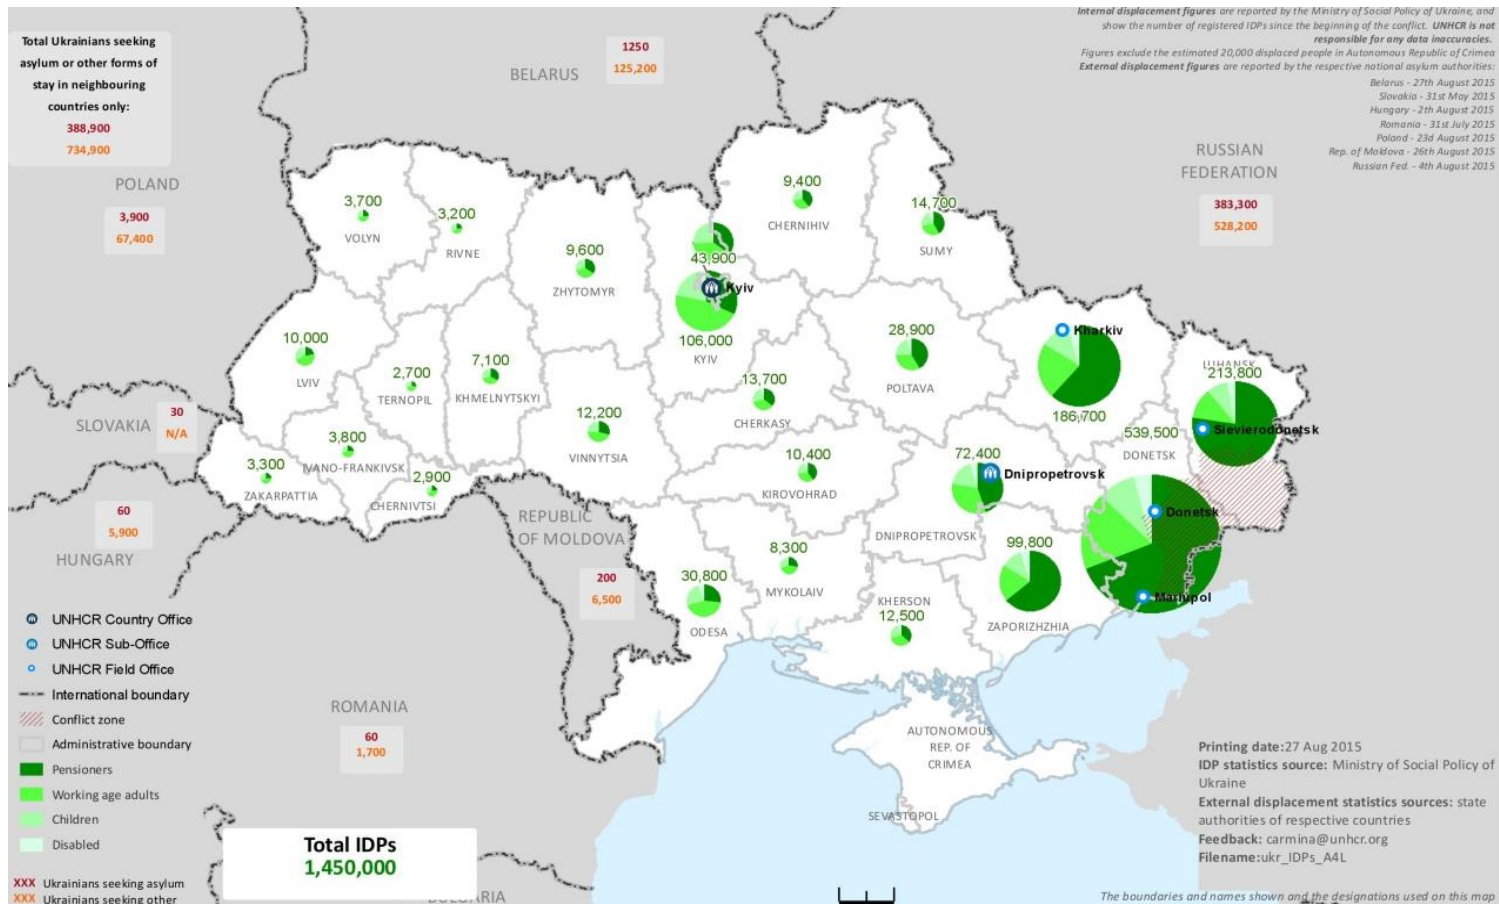 Total Ukrainians seeking
asylum or other forms of
stay in neighbouring
countries only:
388,900
734,900
Internal displacement figures are reported by the Ministry of Social Policy of Ukraine, and
show the number of registered IDPs since the beginning of the conflict. UNHCR is not
responsible for any data inaccuracies.
Figures exclude the estimated 20,000 displaced people in Autonomous Republic of Crimea
External displacement figures are reported by the respective national asylum authorities:
Belarus - 27th August 2015
Slovakia - 31st May 2015
Hungary - 2th August 2015
Romania - 31st July 2015
Poland - 23d August 2015
Rep. of Moldova - 26th August 2015
Russian Fed. - 4th August 2015
BELARUS
1250
125,200
RUSSIAN
FEDERATION
383,300
528,200
POLAND
3,900
67,400
3,700
VOLYN
3,200
RIVNE
9,600
ZHYTOMYR
43,900
Kyiv
106,000
KYIV
9,400
CHERNIHIV
14,700
SUMY
10,000
LVIV
2,700
TERNOPIL
7,100
KHMELNYTSKYI
12,200
VINNYTSIA
13,700
CHERKASY
28,900
POLTAVA
Kharkiv
186,700
LUHANSK
213,800
Sievierodonetsk
SLOVAKIA
30
N/A
3,800
IVANO-FRANKIVSK
3,300
ZAKARPATTIA
2,900
CHERNIVTSI
10,400
KIROVOHRAD
72,400
Dnipropetrovsk
DNIPROPETROVSK
539,500
DONETSK
Donetsk
Mariupol
HUNGARY
60
5,900
REPUBLIC
OF MOLDOVA
200
6,500
30,800
ODESA
8,300
MYKOLAIV
KHERSON
12,500
99,800
ZAPORIZHZHIA
ROMANIA
60
1,700
AUTONOMOUS
REP. OF
CRIMEA
SEVASTOPOL
UNHCR Country Office
UNHCR Sub-Office
UNHCR Field Office
International boundary
Conflict zone
Administrative boundary
Pensioners
Working age adults
Children
Disabled
XXX Ukrainians seeking asylum
XXX Ukrainians seeking other
Total IDPs
1,450,000
Printing date:27 Aug 2015
IDP statistics source: Ministry of Social Policy of
Ukraine
External displacement statistics sources: state
authorities of respective countries
Feedback: carmina@unhcr.org
Filename:ukr_IDPs_A4L
The boundaries and names shown and the designations used on this map